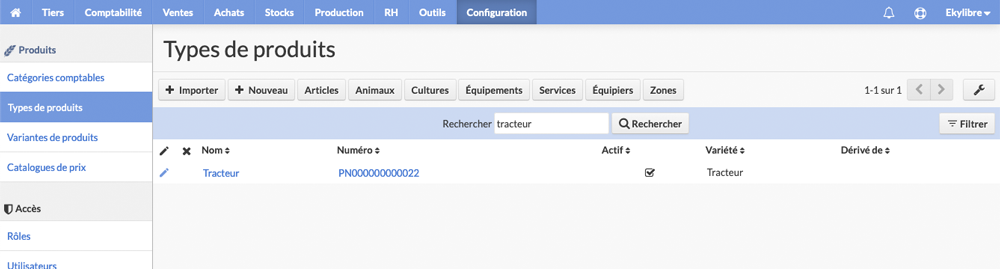 Tiers Comptabilité Ventes Achats Stocks Production RH Outils Configuration Ekylibre
Produits
Catégories comptables
Types de produits
Variantes de produits
Catalogues de prix
Accès
Rôles
Utilisateurs
Types de produits
Importer Nouveau Articles Animaux Cultures Équipements Services Équipiers Zones 1-1 sur 1
Rechercher tracteur Rechercher Filtrer
Nom Numéro Actif Variété Dérivé de
Tracteur PN000000000022 Tracteur